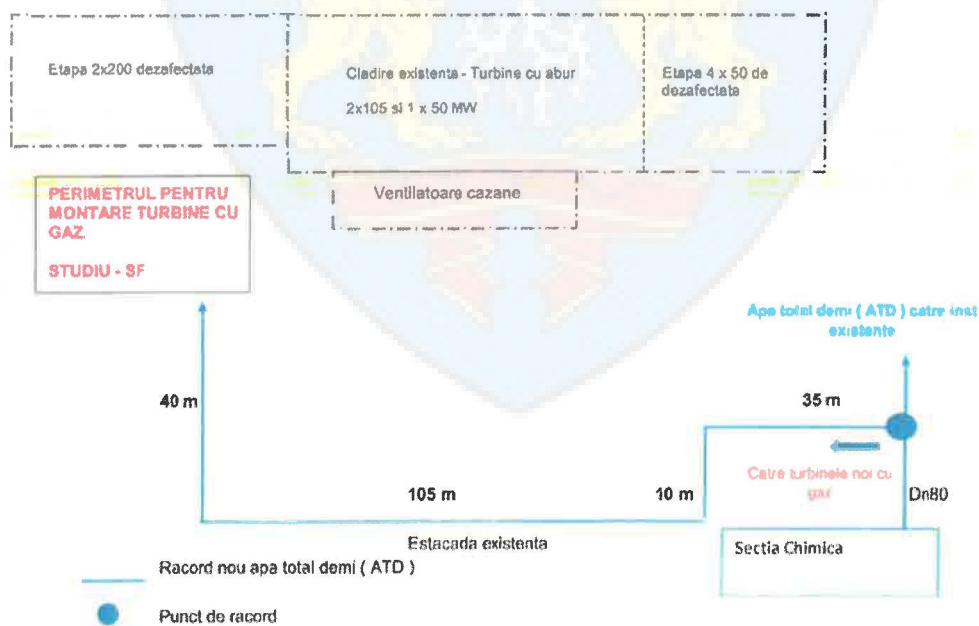 Etapa 2x200 dezafectata
Cladire existenta - Turbine cu abur
2x105 si 1 x 50 MW
Etapa 4 x 50 de
dezafectata
PERIMETRUL PENTRU
MONTARE TURBINE CU
GAZ
STUDIU - SF
Ventilatoare cazane
Apa total demi ( ATD ) catre inst
existente
40 m
35 m
105 m
10 m
Catre turbinele noi cu
gaz
Dn80
Estacada existenta
Sectia Chimica
Racord nou apa total demi ( ATD )
Punct de racord